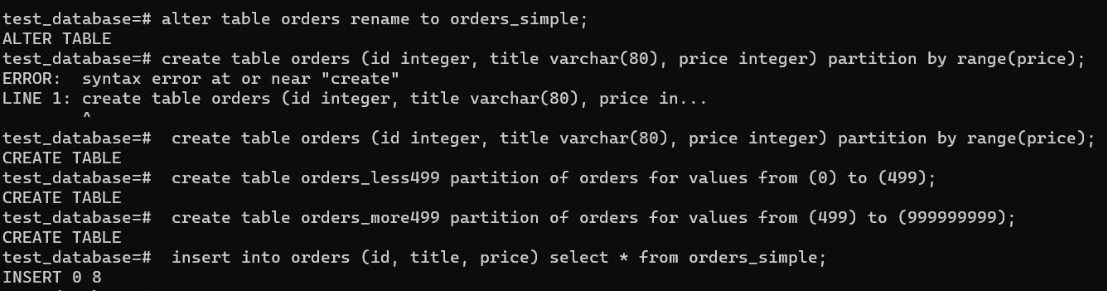 test_database=# alter table orders rename to orders_simple;
ALTER TABLE
test_database=# create table orders (id integer, title varchar(80), price integer) partition by range(price);
ERROR:  syntax error at or near "create"
LINE 1: create table orders (id integer, title varchar(80), price in...
        ^
test_database=#  create table orders (id integer, title varchar(80), price integer) partition by range(price);
CREATE TABLE
test_database=#  create table orders_less499 partition of orders for values from (0) to (499);
CREATE TABLE
test_database=#  create table orders_more499 partition of orders for values from (499) to (999999999);
CREATE TABLE
test_database=#  insert into orders (id, title, price) select * from orders_simple;
INSERT 0 8